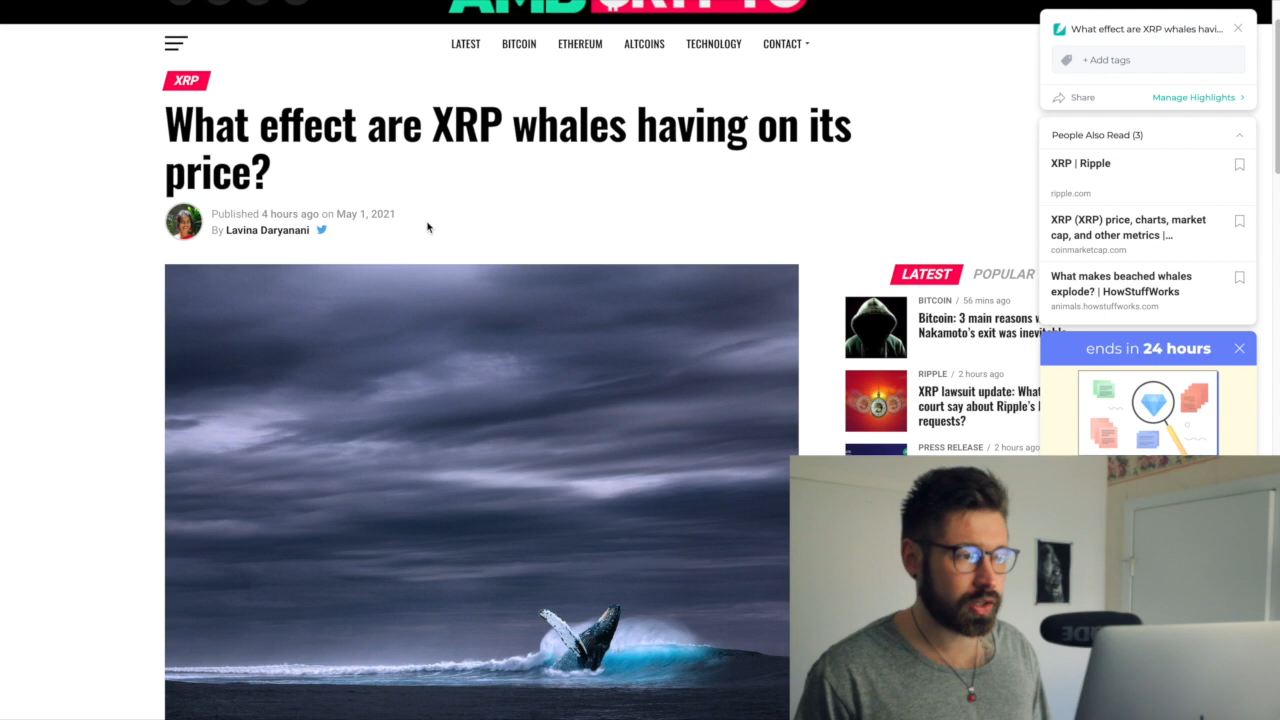 AMBCRYPTO
LATEST BITCOIN ETHEREUM ALTCOINS TECHNOLOGY CONTACT
XRP
What effect are XRP whales having on its
price?
Published 4 hours ago on May 1, 2021
By Lavina Daryanani
LATEST POPULAR
BITCOIN / 56 mins ago
Bitcoin: 3 main reasons
Nakamoto's exit was
RIPPLE / 2 hours ago
XRP lawsuit update: What
court say about Ripple's
requests?
PRESS RELEASE / 2 hours ago
What effect are XRP whales havi...
+ Add tags
Share Manage Highlights
People Also Read (3)
XRP | Ripple
ripple.com
XRP (XRP) price, charts, market
cap, and other metrics |...
coinmarketcap.com
What makes beached whales
explode? | HowStuffWorks
animals.howstuffworks.com
ends in 24 hours
RØDE